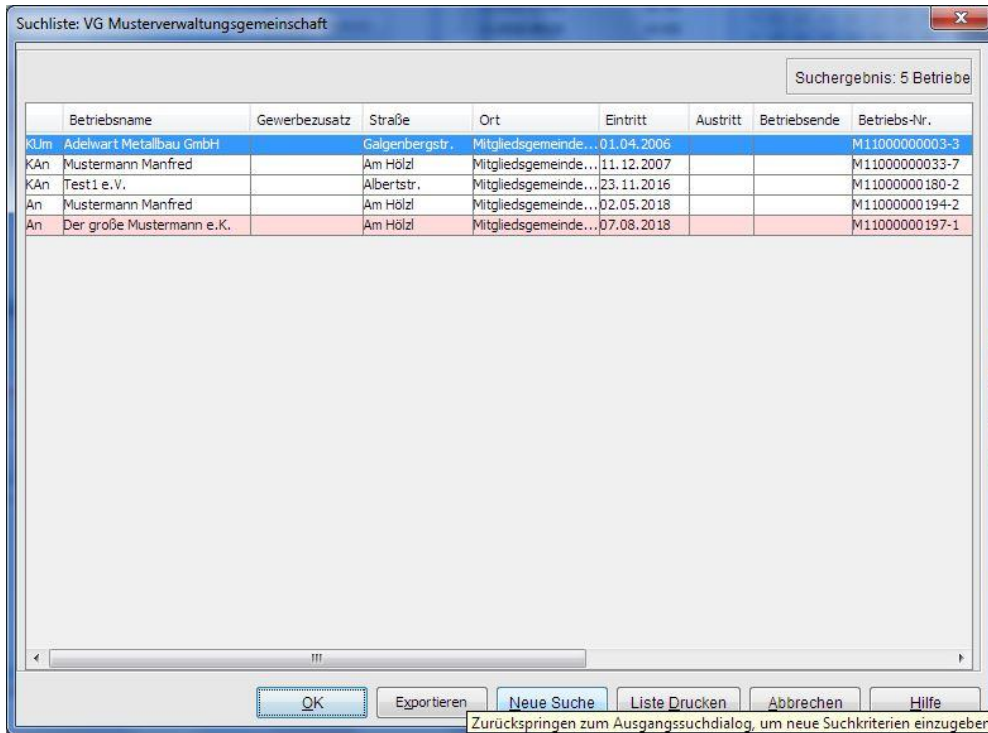 Suchliste: VG Musterverwaltungsgemeinschaft
Suchergebnis: 5 Betriebe
Betriebsname Gewerbezusatz Straße Ort Eintritt Austritt Betriebsende Betriebs-Nr.
KUm Adelwart Metallbau GmbH Galgenbergstr. Mitgliedsgemeinde... 01.04.2006 M11000000003-3
KAn Mustermann Manfred Am Hölzl Mitgliedsgemeinde... 11.12.2007 M11000000033-7
KAn Test1 e.V. Albertstr. Mitgliedsgemeinde... 23.11.2016 M11000000180-2
An Mustermann Manfred Am Hölzl Mitgliedsgemeinde... 02.05.2018 M11000000194-2
An Der große Mustermann e.K. Am Hölzl Mitgliedsgemeinde... 07.08.2018 M11000000197-1
OK Exportieren Neue Suche Liste Drucken Abbrechen Hilfe
Zurückspringen zum Ausgangssuchdialog, um neue Suchkriterien einzugeben